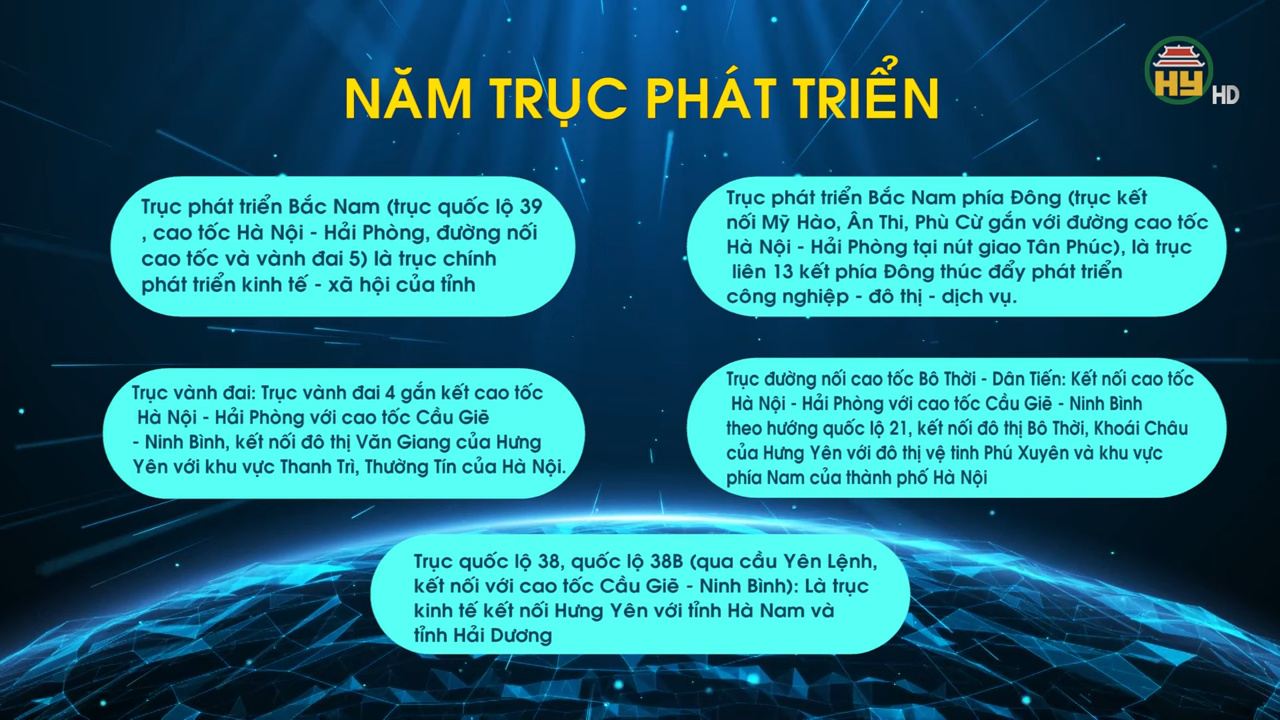 NĂM TRỤC PHÁT TRIỂN
HY HD
Trục phát triển Bắc Nam (trục quốc lộ 39
, cao tốc Hà Nội - Hải Phòng, đường nối
cao tốc và vành đai 5) là trục chính
phát triển kinh tế - xã hội của tỉnh
Trục phát triển Bắc Nam phía Đông (trục kết
nối Mỹ Hào, Ân Thi, Phù Cừ gắn với đường cao tốc
Hà Nội - Hải Phòng tại nút giao Tân Phúc), là trục
liên 13 kết phía Đông thúc đẩy phát triển
công nghiệp - đô thị - dịch vụ.
Trục vành đai: Trục vành đai 4 gắn kết cao tốc
Hà Nội - Hải Phòng với cao tốc Cầu Giẽ
- Ninh Bình, kết nối đô thị Văn Giang của Hưng
Yên với khu vực Thanh Trì, Thường Tín của Hà Nội.
Trục đường nối cao tốc Bô Thời - Dân Tiến: Kết nối cao tốc
Hà Nội - Hải Phòng với cao tốc Cầu Giẽ - Ninh Bình
theo hướng quốc lộ 21, kết nối đô thị Bô Thời, Khoái Châu
của Hưng Yên với đô thị vệ tinh Phú Xuyên và khu vực
phía Nam của thành phố Hà Nội
Trục quốc lộ 38, quốc lộ 38B (qua cầu Yên Lệnh,
kết nối với cao tốc Cầu Giẽ - Ninh Bình): Là trục
kinh tế kết nối Hưng Yên với tỉnh Hà Nam và
tỉnh Hải Dương